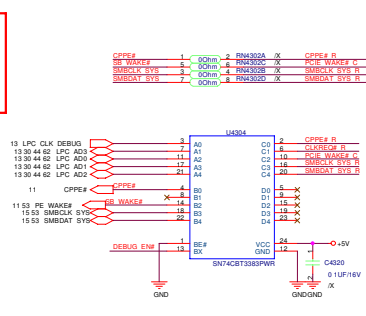 CPPE# 1 0Ohm 2 RN4302A /X CPPE#_R
SB_WAKE# 5 0Ohm 6 RN4302C /X PCIE_WAKE#_C
SMBCLK_SYS 3 0Ohm 4 RN4302B /X SMBCLK_SYS_R
SMBDAT_SYS 7 0Ohm 8 RN4302D /X SMBDAT_SYS_R
U4304
13 LPC_CLK_DEBUG 3 A0 C0 2 CPPE#_R
13 30 44 62 LPC_AD3 7 A1 C1 6 CLKREQ#_R
13 30 44 62 LPC_AD0 11 A2 C2 10 PCIE_WAKE#_C
13 30 44 62 LPC_AD1 17 A3 C3 16 SMBCLK_SYS_R
13 30 44 62 LPC_AD2 21 A4 C4 20 SMBDAT_SYS_R
11 CPPE# CPPE# 4 B0 D0 5
8 B1 D1 9
11 53 PE_WAKE# SB_WAKE# 14 B2 D2 15
15 53 SMBCLK_SYS 18 B3 D3 19
15 53 SMBDAT_SYS 22 B4 D4 23
1 BE# VCC 24 +5V
DEBUG_EN# 13 BX GND 12
SN74CBT3383PWR
1 C4320
2 0 1UF/16V
/X
GND GND GND